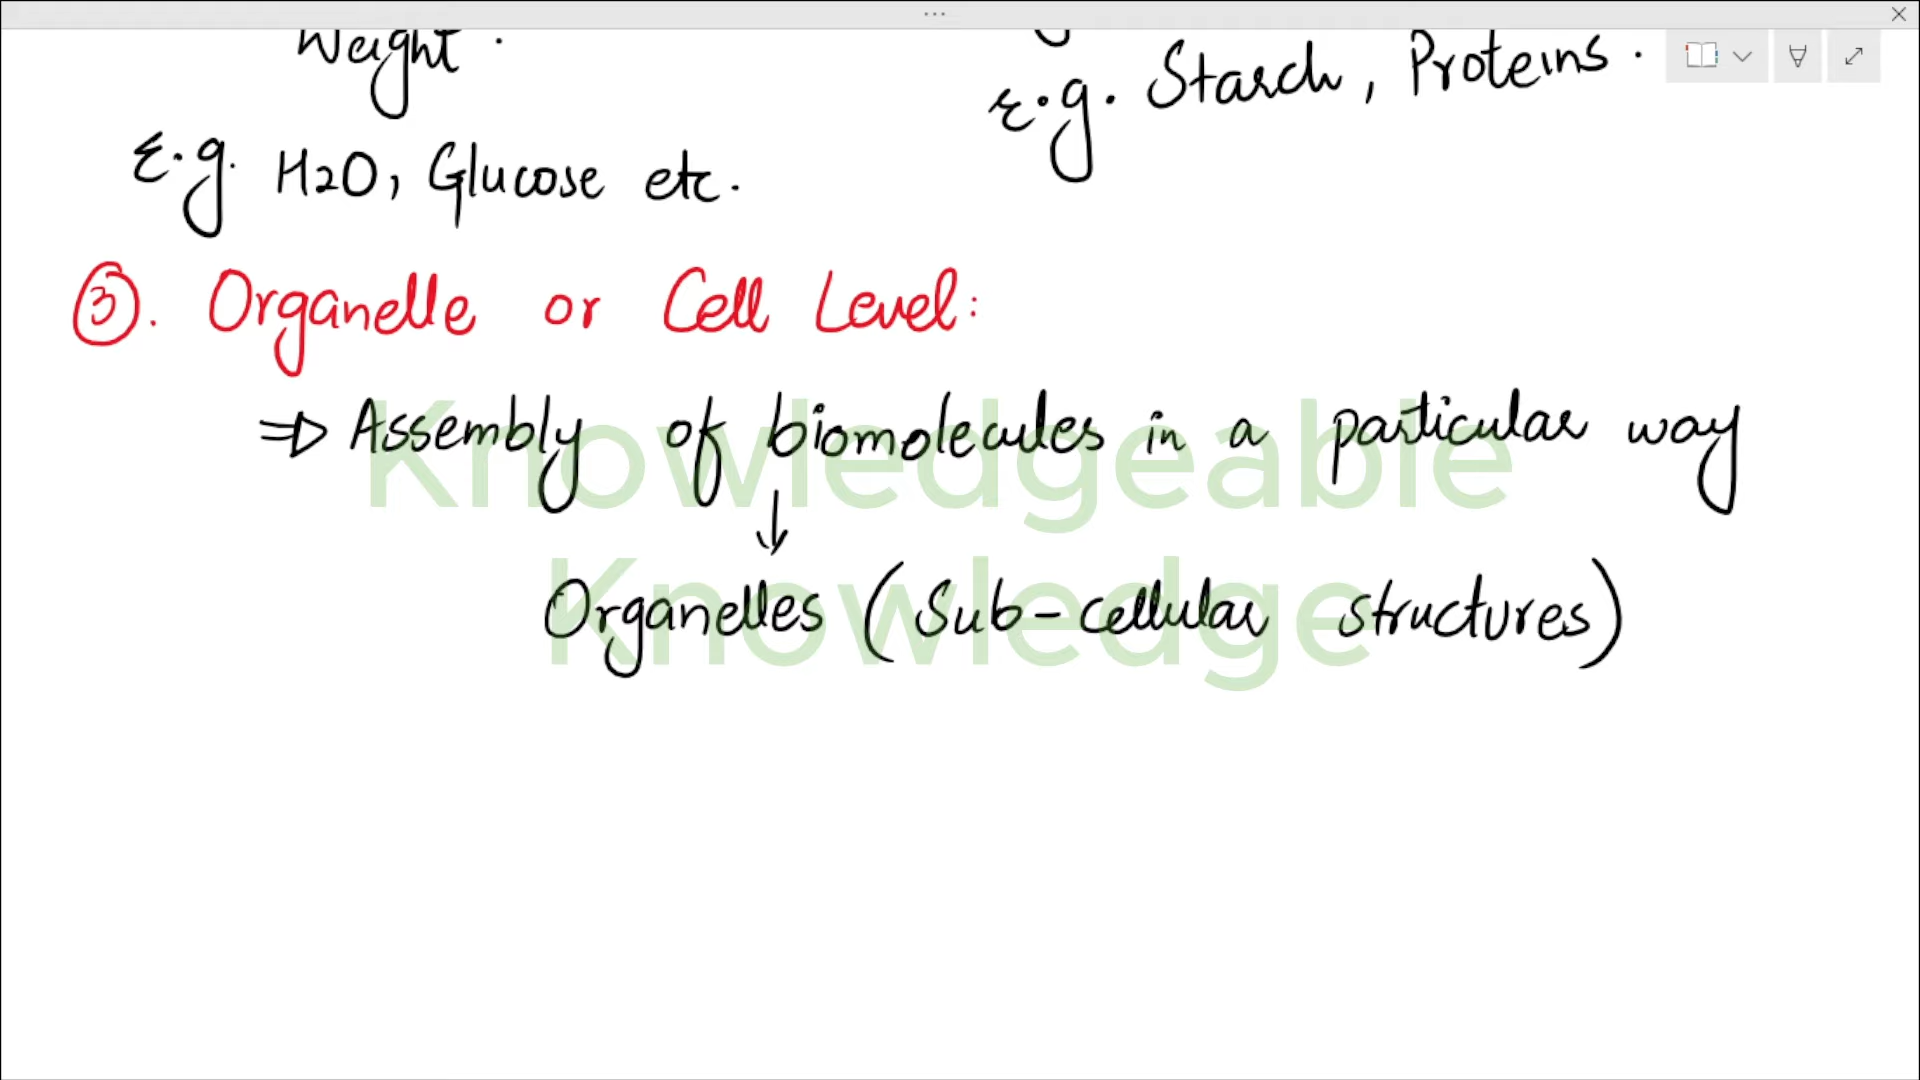 Weight.
E.g. H2O, Glucose etc.
E.g. Starch, Proteins.
③. Organelle or Cell Level:
⇒ Assembly of biomolecules in a particular way
↓
Organelles (Sub-cellular structures)
Knowledgeable
Knowledge